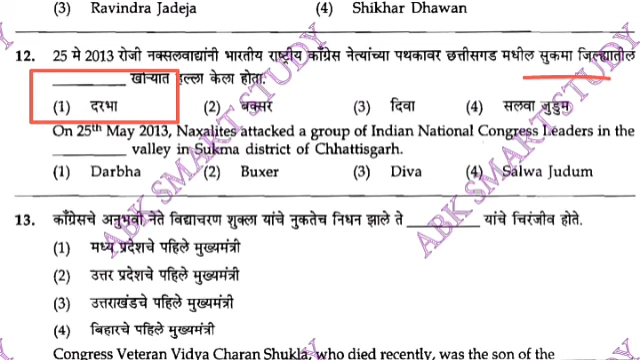 (3) Ravindra Jadeja (4) Shikhar Dhawan
12. 25 मे 2013 रोजी नक्सलवाद्यांनी भारतीय राष्ट्रीय काँग्रेस नेत्यांच्या पथकावर छत्तीसगड मधील सुकमा जिल्ह्यातील
________ खोऱ्यात हल्ला केला होता.
(1) दरभा (2) बक्सर (3) दिवा (4) सलवा जुडुम
On 25th May 2013, Naxalites attacked a group of Indian National Congress Leaders in the
________ valley in Sukma district of Chhattisgarh.
(1) Darbha (2) Buxer (3) Diva (4) Salwa Judum
13. काँग्रेसचे अनुभवी नेते विद्याचरण शुक्ला यांचे नुकतेच निधन झाले ते ________ यांचे चिरंजीव होते.
(1) मध्य प्रदेशचे पहिले मुख्यमंत्री
(2) उत्तर प्रदेशचे पहिले मुख्यमंत्री
(3) उत्तराखंडचे पहिले मुख्यमंत्री
(4) बिहारचे पहिले मुख्यमंत्री
Congress Veteran Vidya Charan Shukla, who died recently, was the son of the ________
ABK SMART STUDY
ABK SMART STUDY
ABK SMART STUDY